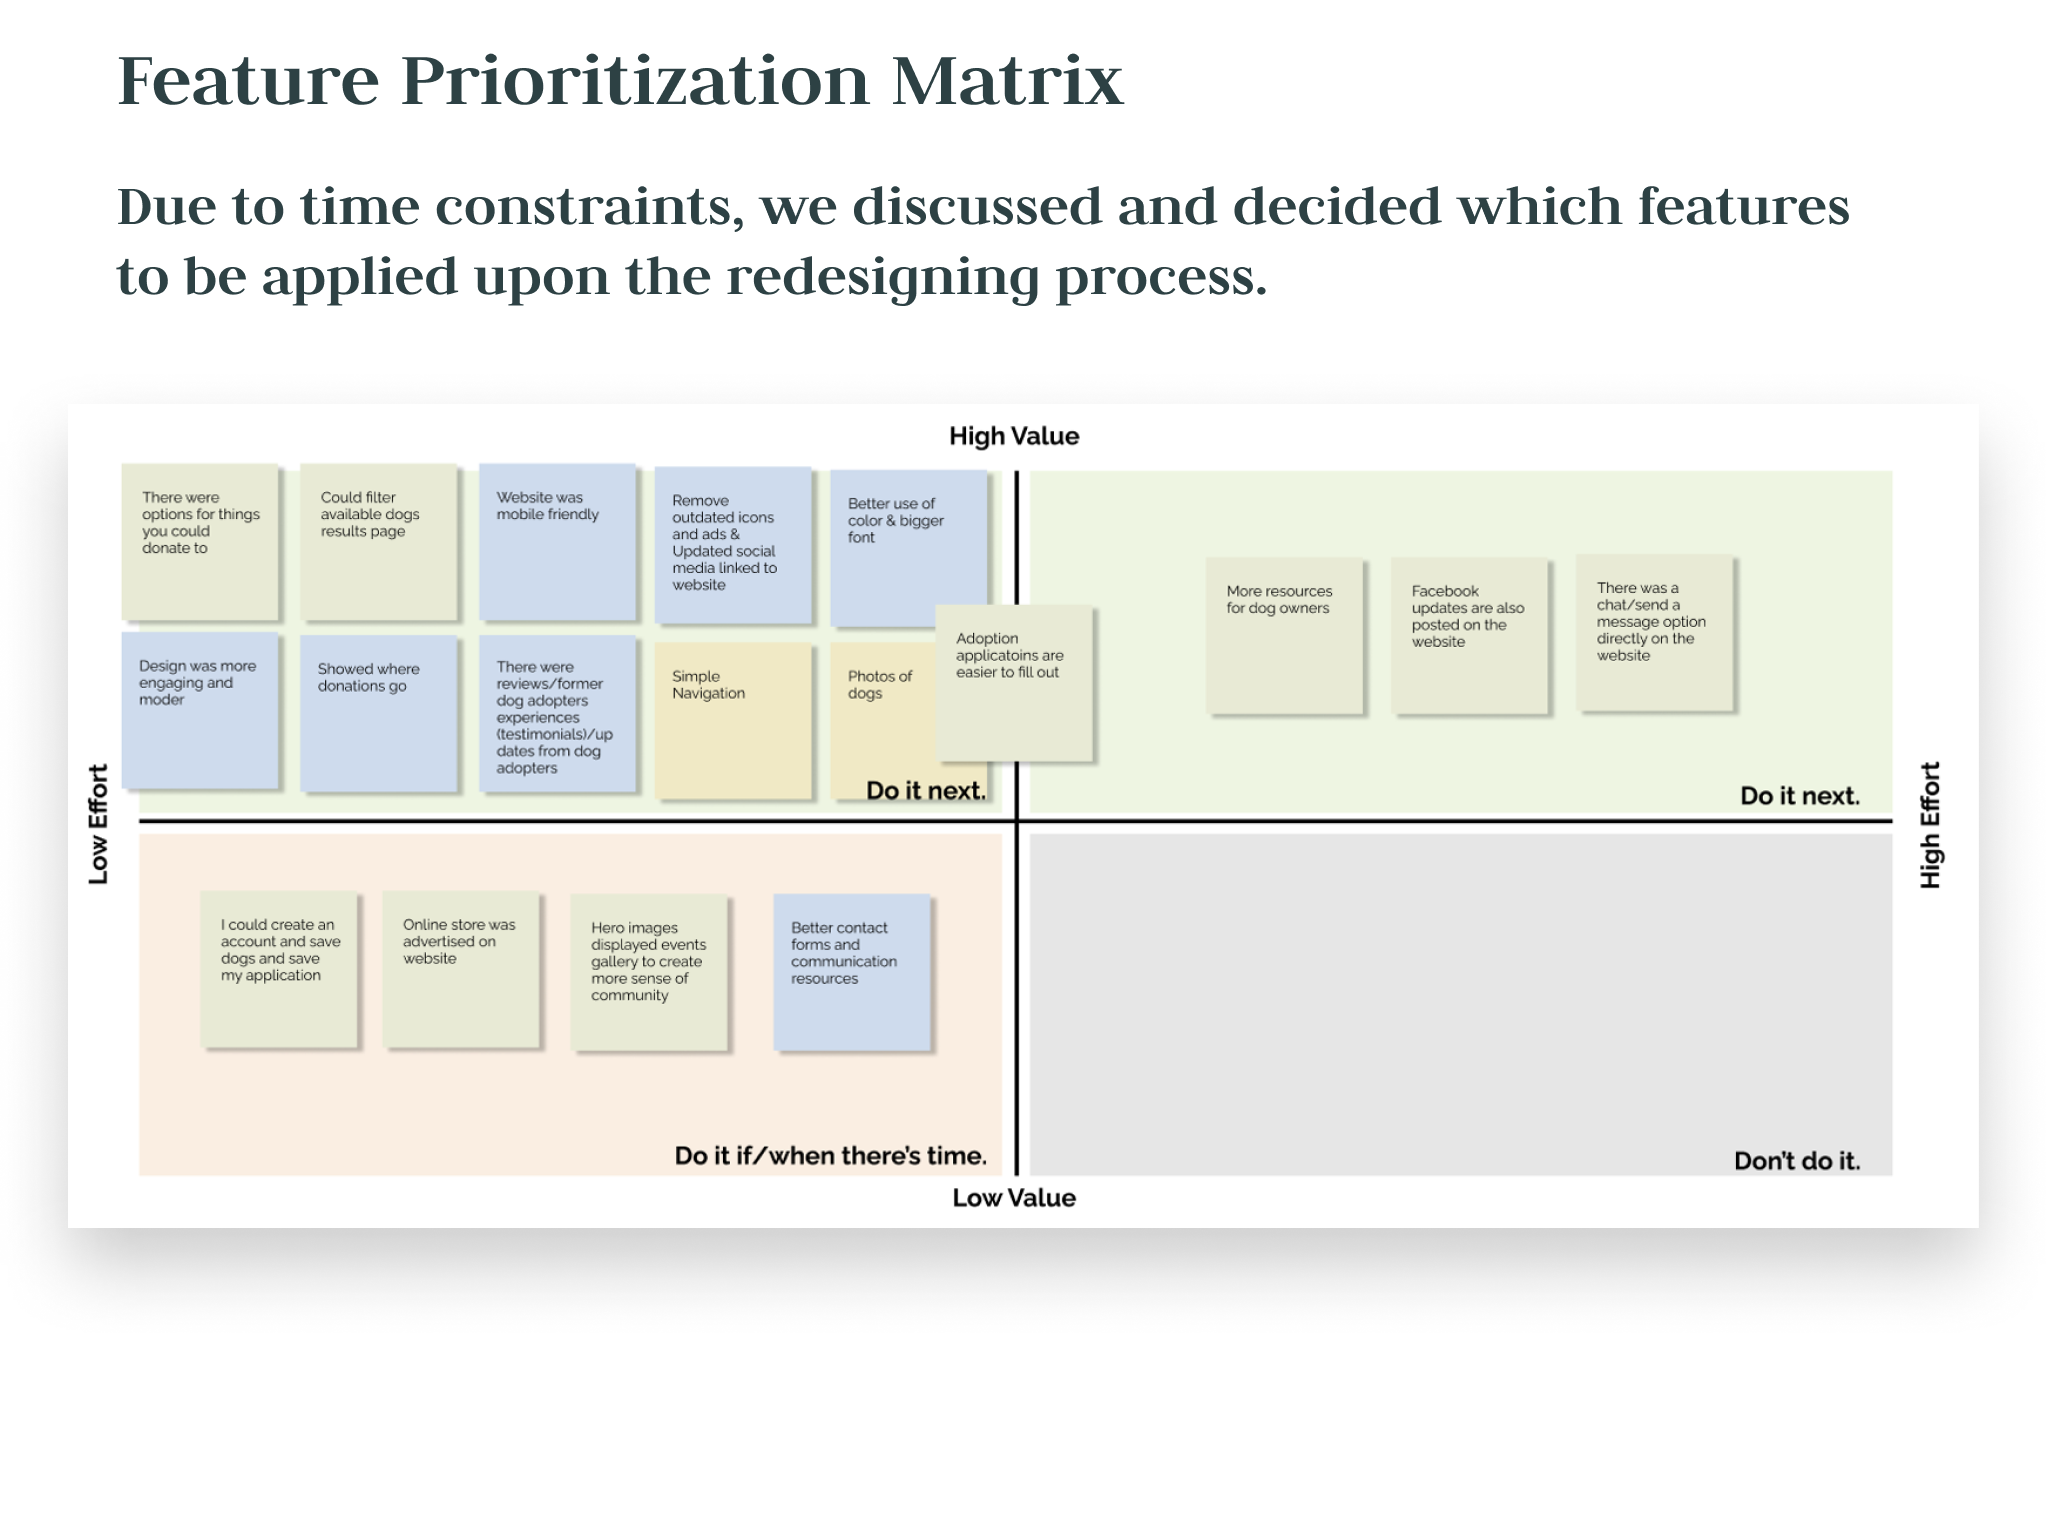 Feature Prioritization Matrix
Due to time constraints, we discussed and decided which features
to be applied upon the redesigning process.
High Value
There were
options for things
you could
donate to
Could filter
available dogs
results page
Website was
mobile friendly
Remove
outdated icons
and ads &
Updated social
media linked to
website
Better use of
color & bigger
font
Design was more
engaging and
moder
Showed where
donations go
There were
reviews/former
dog adopters
experiences
(testimonials)/up
dates from dog
adopters
Simple
Navigation
Photos of
dogs
Adoption
applicatoins are
easier to fill out
Do it next.
More resources
for dog owners
Facebook
updates are also
posted on the
website
There was a
chat/send a
message option
directly on the
website
Do it next.
Low Effort
High Effort
I could create an
account and save
dogs and save
my application
Online store was
advertised on
website
Hero images
displayed events
gallery to create
more sense of
community
Better contact
forms and
communication
resources
Do it if/when there's time.
Don't do it.
Low Value